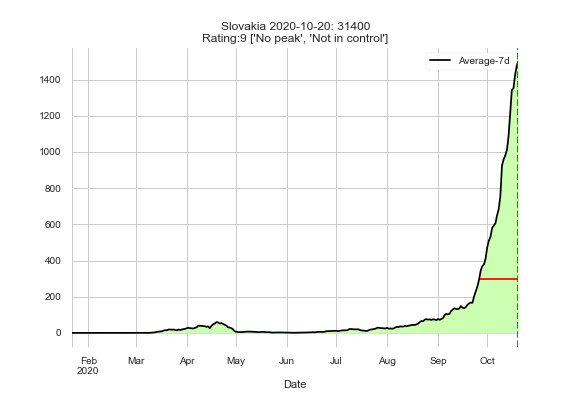 Slovakia 2020-10-20: 31400
Rating:9 ['No peak', 'Not in control']
Average-7d
1400
1200
1000
800
600
400
200
0
Feb Mar Apr May Jun Jul Aug Sep Oct
2020
Date